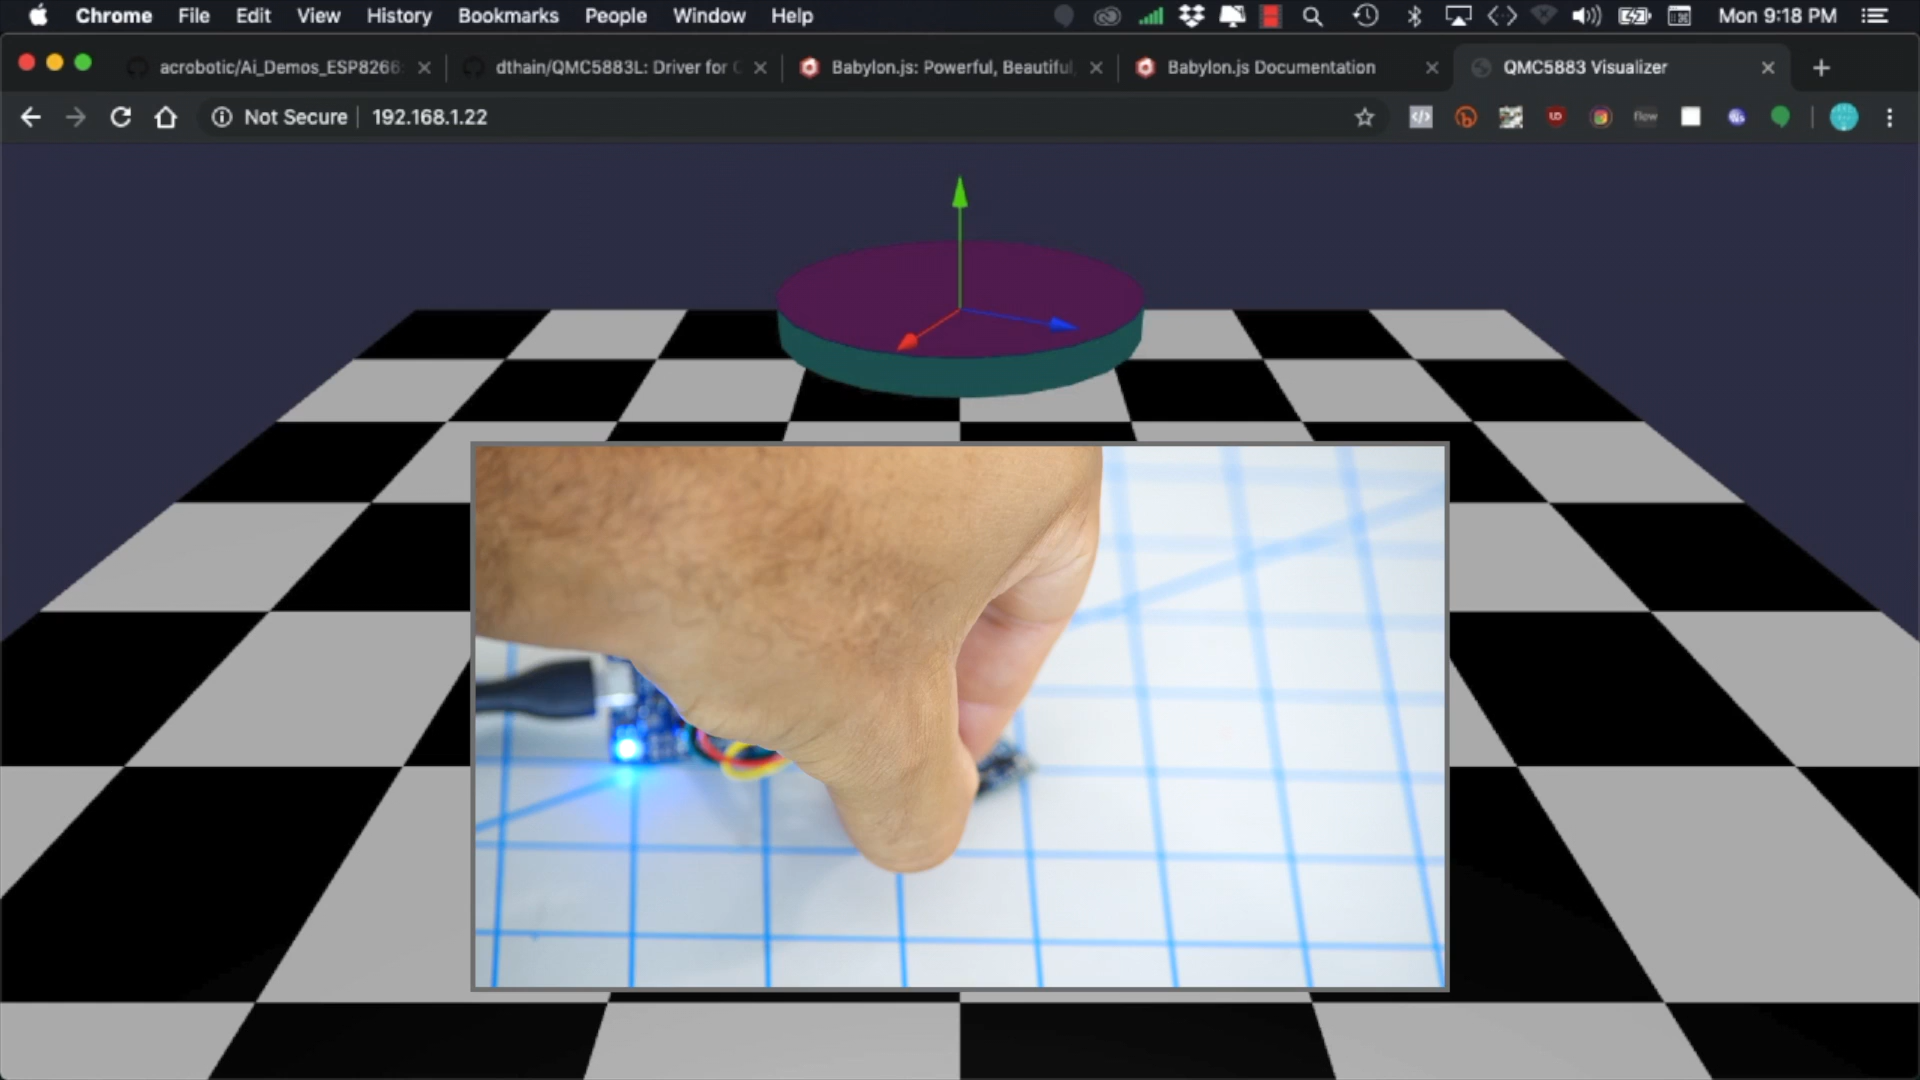 Chrome File Edit View History Bookmarks People Window Help Mon 9:18 PM
acrobotic/Ai_Demos_ESP8266 dthain/QMC5883L: Driver for Babylon.js: Powerful, Beautiful, Babylon.js Documentation QMC5883 Visualizer
Not Secure 192.168.1.22 flow